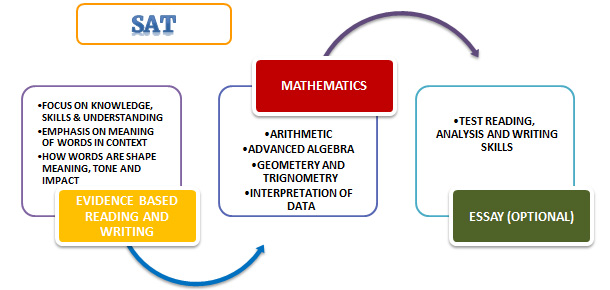 SAT
•FOCUS ON KNOWLEDGE,
SKILLS & UNDERSTANDING
•EMPHASIS ON MEANING
OF WORDS IN CONTEXT
•HOW WORDS ARE SHAPE
MEANING, TONE AND
IMPACT
EVIDENCE BASED
READING AND
WRITING
MATHEMATICS
•ARITHMETIC
•ADVANCED ALGEBRA
•GEOMETERY AND
TRIGNOMETRY
•INTERPRETATION OF
DATA
•TEST READING,
ANALYSIS AND WRITING
SKILLS
ESSAY (OPTIONAL)